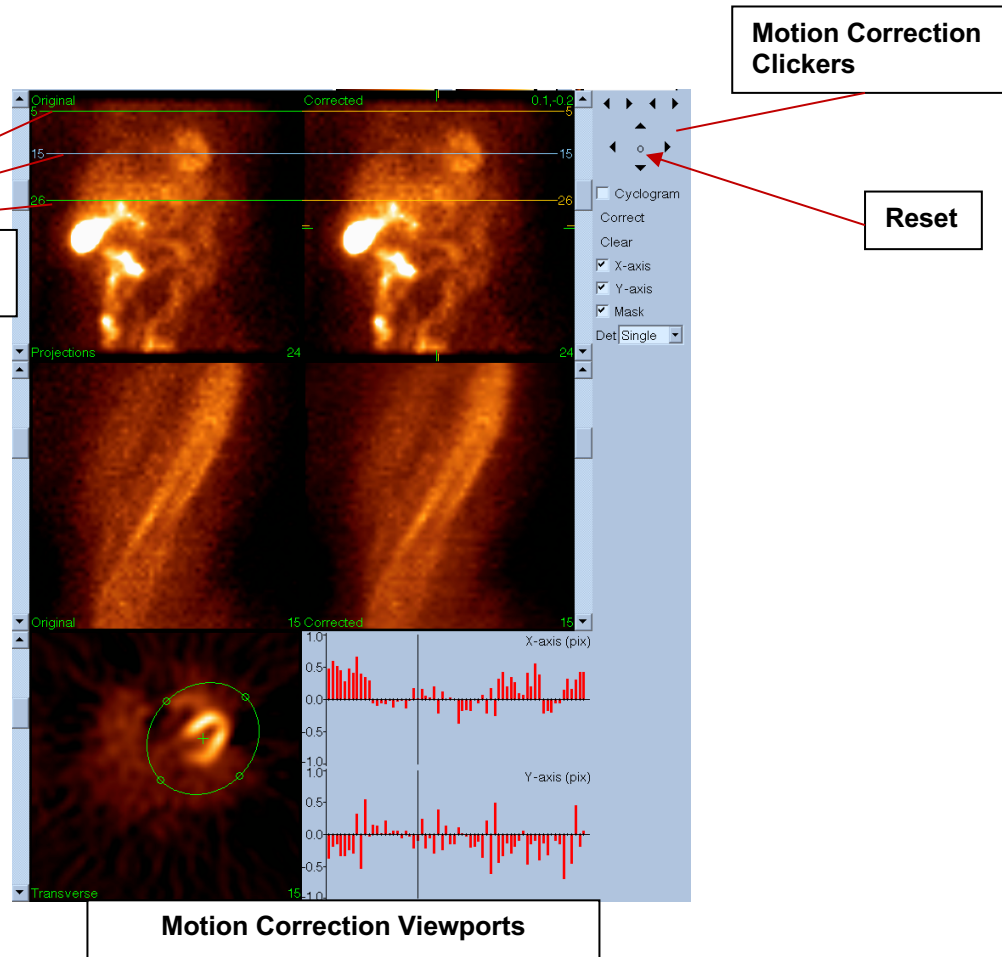 Motion Correction
Clickers
Original
Corrected
0.1,-0.2
5
5
15
15
26
26
Cyclogram
Correct
Clear
X-axis
Y-axis
Mask
Det Single
Reset
Projections
24
24
Original
15
Corrected
15
1.0
X-axis (pix)
0.5
0.0
-0.5
-1.0
1.0
Y-axis (pix)
0.5
0.0
-0.5
-1.0
Transverse
15
Motion Correction Viewports